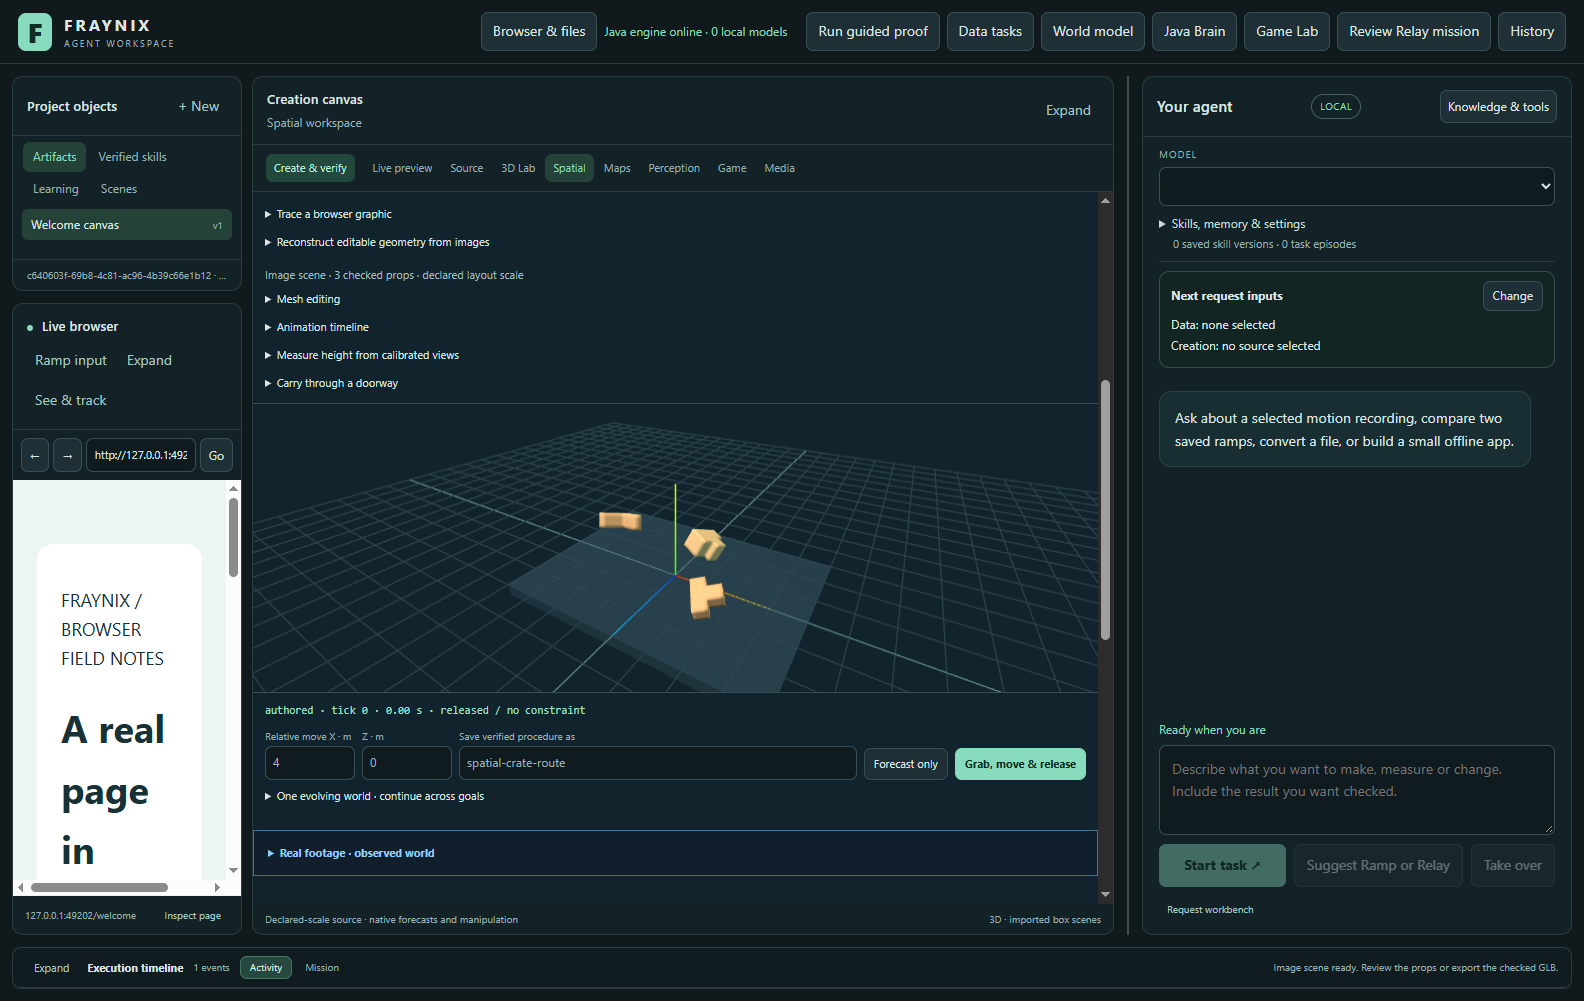 F
FRAYNIX
AGENT WORKSPACE
Browser & files
Java engine online · 0 local models
Run guided proof
Data tasks
World model
Java Brain
Game Lab
Review Relay mission
History
Project objects
+ New
Artifacts
Verified skills
Learning
Scenes
Welcome canvas
v1
c640603f-69b8-4c81-ac96-4b39c66e1b12 · ...
Live browser
Ramp input
Expand
See & track
←
→
http://127.0.0.1:492
Go
FRAYNIX /
BROWSER
FIELD NOTES
A real
page
in
127.0.0.1:49202/welcome
Inspect page
Creation canvas
Spatial workspace
Expand
Create & verify
Live preview
Source
3D Lab
Spatial
Maps
Perception
Game
Media
Trace a browser graphic
Reconstruct editable geometry from images
Image scene · 3 checked props · declared layout scale
Mesh editing
Animation timeline
Measure height from calibrated views
Carry through a doorway
authored · tick 0 · 0.00 s · released / no constraint
Relative move X · m
Z · m
Save verified procedure as
4
0
spatial-crate-route
Forecast only
Grab, move & release
One evolving world · continue across goals
Real footage · observed world
Declared-scale source · native forecasts and manipulation
3D · imported box scenes
Your agent
LOCAL
Knowledge & tools
MODEL
Skills, memory & settings
0 saved skill versions · 0 task episodes
Next request inputs
Change
Data: none selected
Creation: no source selected
Ask about a selected motion recording, compare two
saved ramps, convert a file, or build a small offline app.
Ready when you are
Describe what you want to make, measure or change.
Include the result you want checked.
Start task ↗
Suggest Ramp or Relay
Take over
Request workbench
Expand
Execution timeline
1 events
Activity
Mission
Image scene ready. Review the props or export the checked GLB.